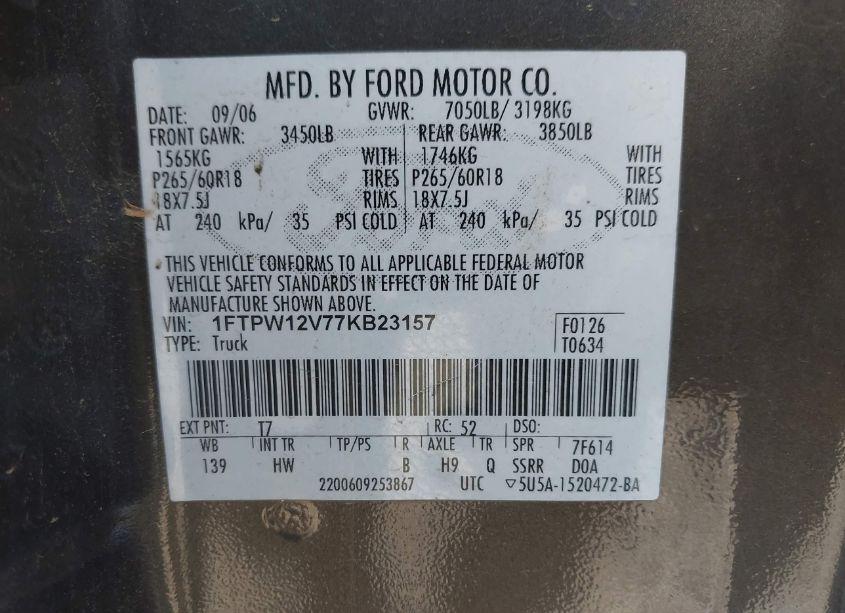 MFD. BY FORD MOTOR CO.
DATE: 09/06 GVWR: 7050LB/ 3198KG
FRONT GAWR: 3450LB REAR GAWR: 3850LB
1565KG WITH 1746KG WITH
P265/60R18 TIRES P265/60R18 TIRES
18X7.5J RIMS 18X7.5J RIMS
AT 240 kPa/ 35 PSI COLD AT 240 kPa/ 35 PSI COLD
THIS VEHICLE CONFORMS TO ALL APPLICABLE FEDERAL MOTOR
VEHICLE SAFETY STANDARDS IN EFFECT ON THE DATE OF
MANUFACTURE SHOWN ABOVE.
VIN: 1FTPW12V77KB23157 F0126
TYPE: Truck T0634
EXT PNT: T7 RC: 52 DSO:
WB INT TR TP/PS R AXLE TR SPR 7F614
139 HW B H9 Q SSRR DOA
2200609253867 UTC ▽5U5A-1520472-BA